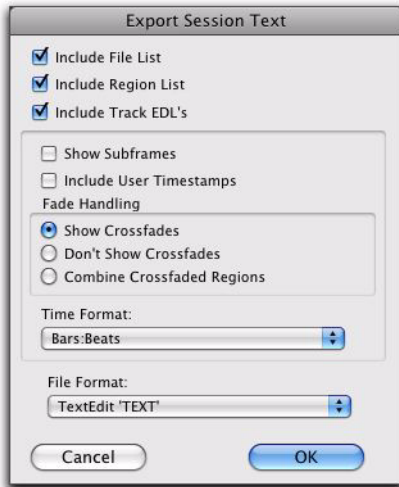 Export Session Text
Include File List
Include Region List
Include Track EDL's
Show Subframes
Include User Timestamps
Fade Handling
Show Crossfades
Don't Show Crossfades
Combine Crossfaded Regions
Time Format:
Bars:Beats
File Format:
TextEdit 'TEXT'
Cancel OK